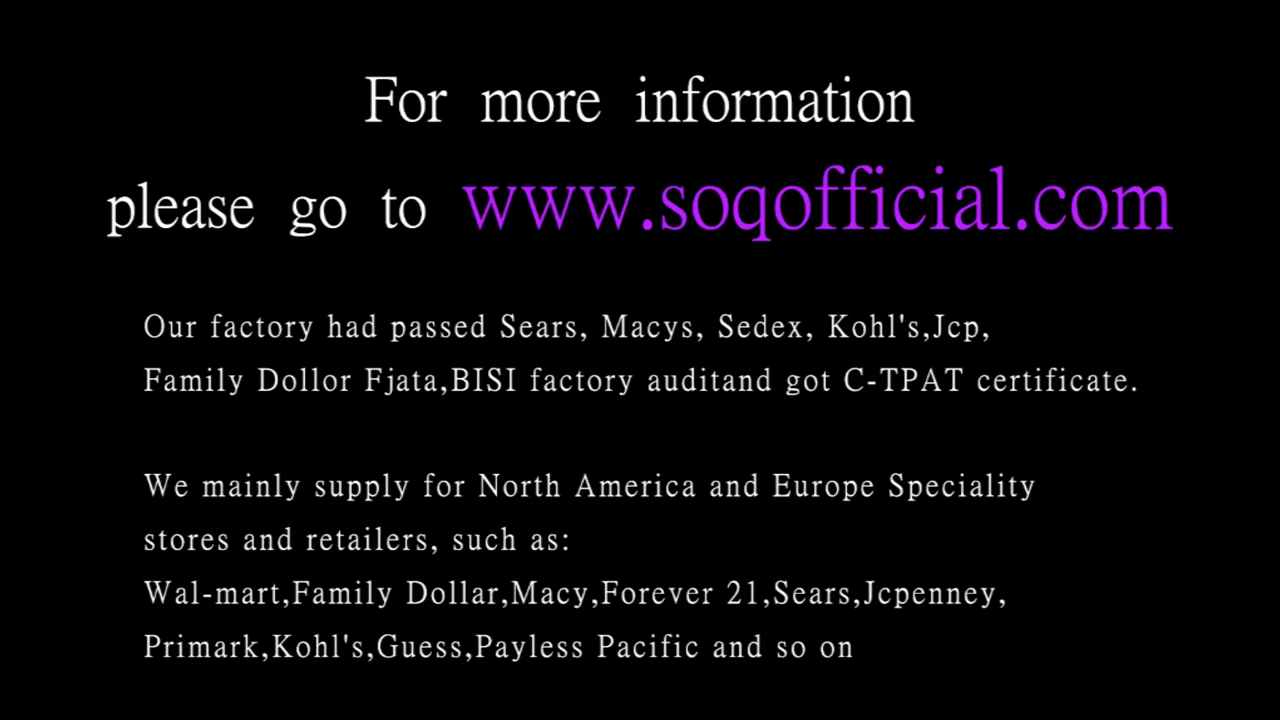 For more information
please go to www.soqofficial.com
Our factory had passed Sears, Macys, Sedex, Kohl's,Jcp,
Family Dollor Fjata,BISI factory auditand got C-TPAT certificate.
We mainly supply for North America and Europe Speciality
stores and retailers, such as:
Wal-mart,Family Dollar,Macy,Forever 21,Sears,Jcpenney,
Primark,Kohl's,Guess,Payless Pacific and so on